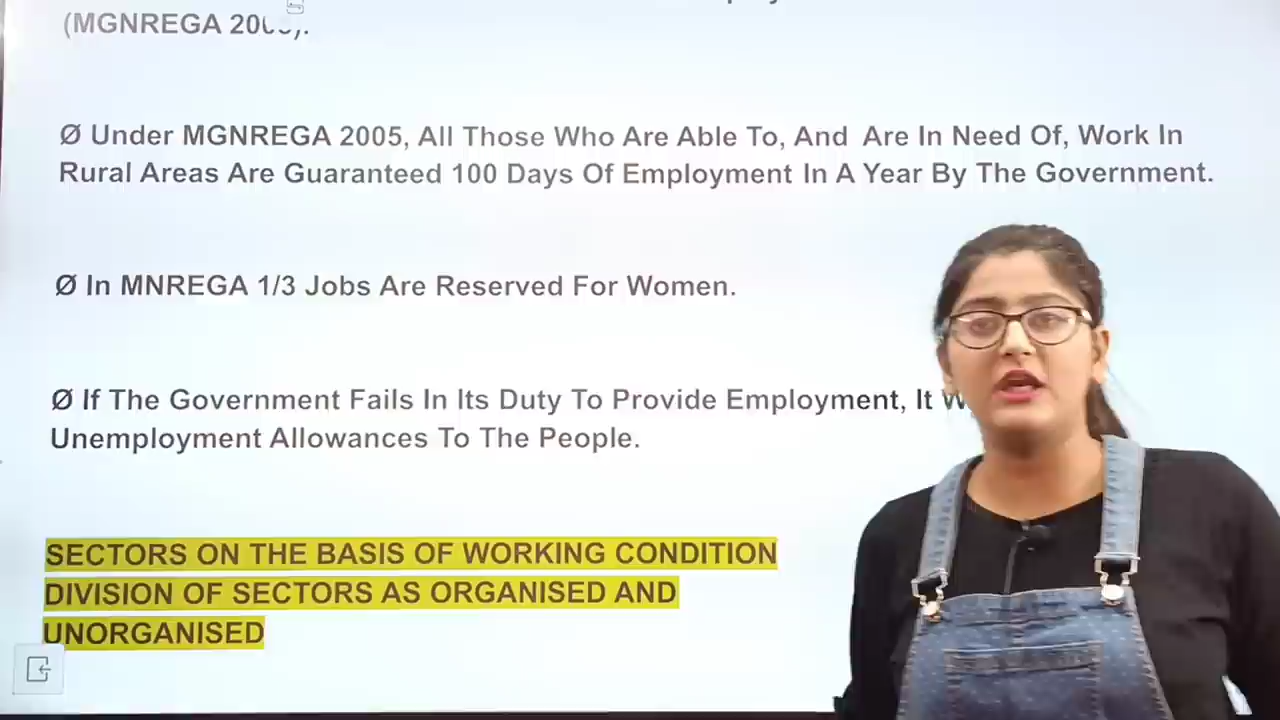 (MGNREGA
Ø Under MGNREGA 2005, All Those Who Are Able To, And Are In Need Of, Work In
Rural Areas Are Guaranteed 100 Days Of Employment In A Year By The Government.
Ø In MNREGA 1/3 Jobs Are Reserved For Women.
Ø If The Government Fails In Its Duty To Provide Employment, It
Unemployment Allowances To The People.
SECTORS ON THE BASIS OF WORKING CONDITION
DIVISION OF SECTORS AS ORGANISED AND
UNORGANISED